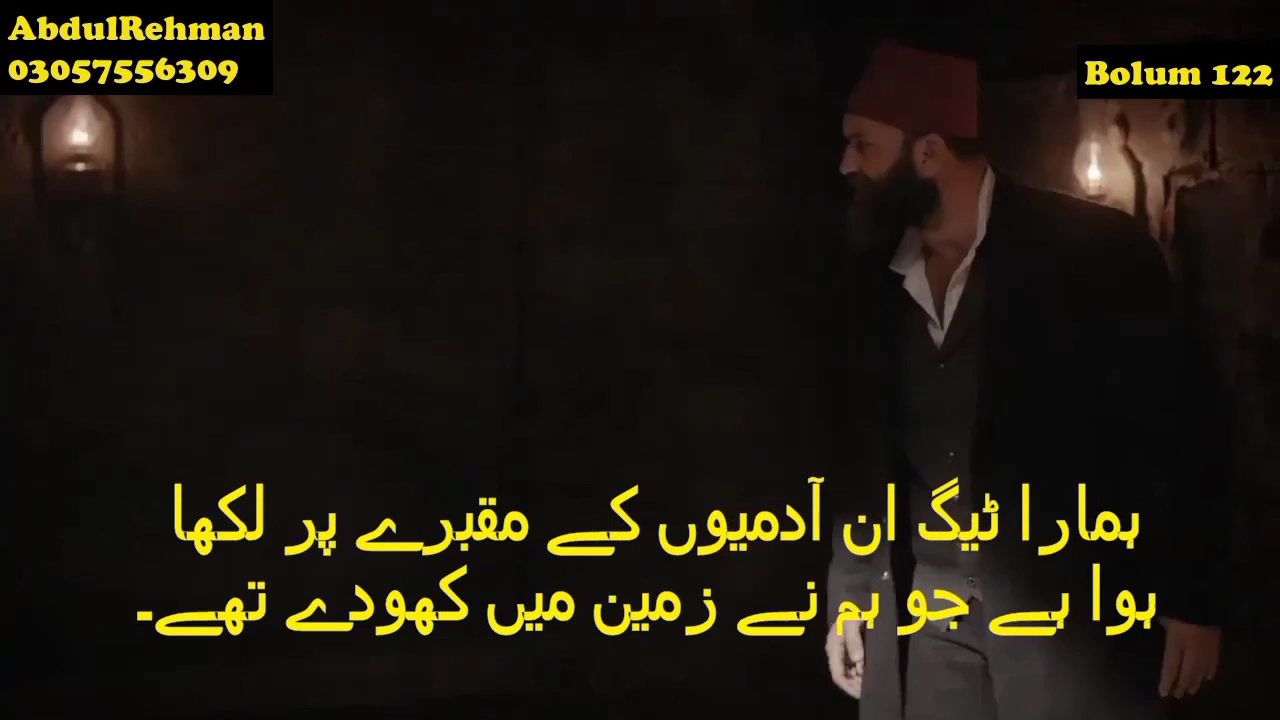 AbdulRehman
03057556309
Bolum 122
ہمارا ٹیگ ان آدمیوں کے مقبرے پر لکھا
ہوا ہے جو ہم نے زمین میں کھودے تھے۔